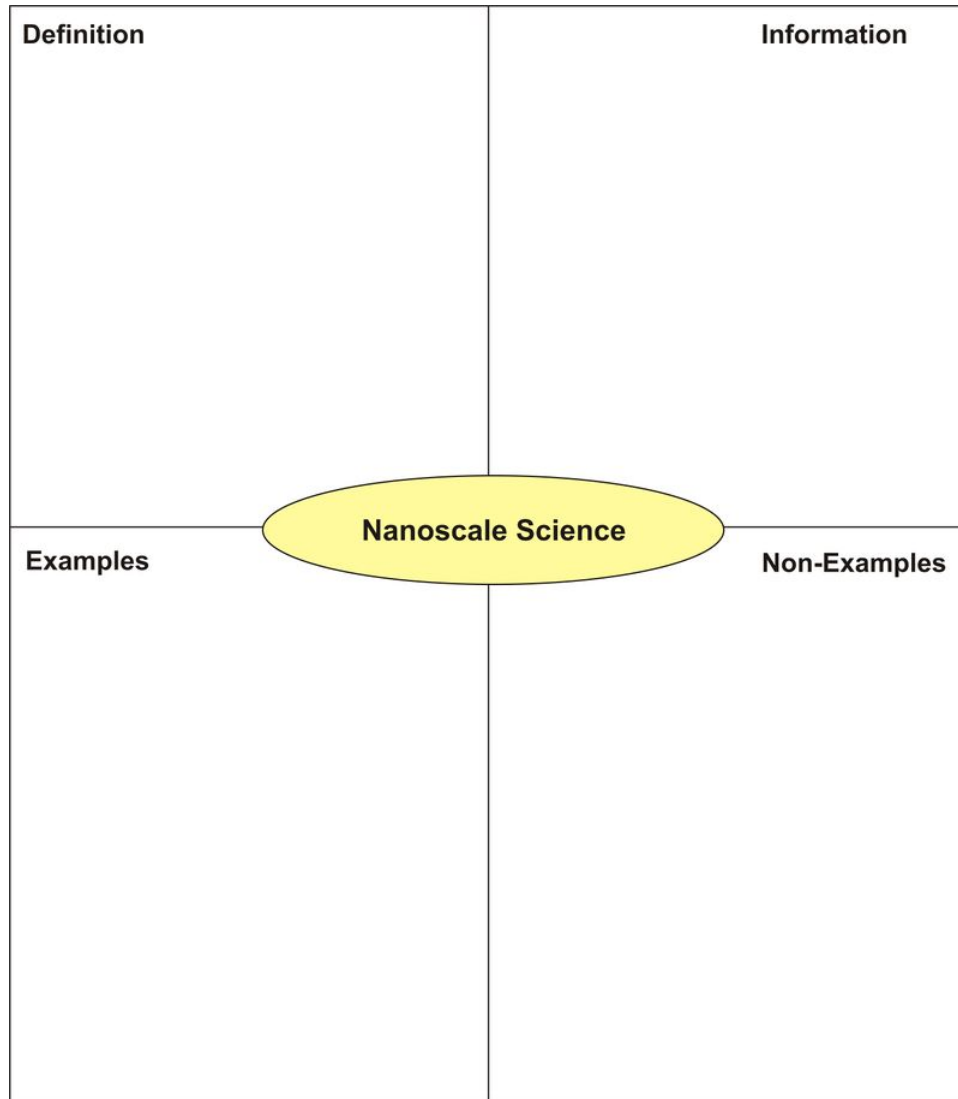 Definition
Information
Nanoscale Science
Examples
Non-Examples